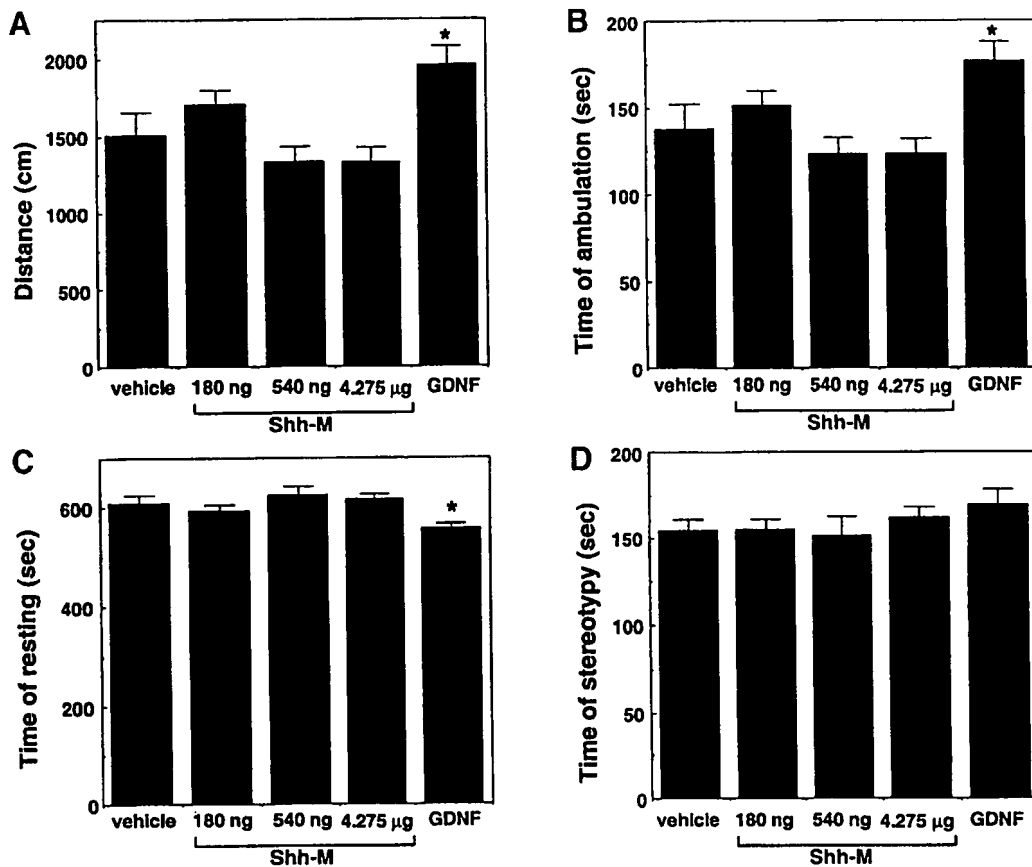 A
Distance (cm)
2000
1500
1000
500
0
*
vehicle 180 ng 540 ng 4.275 μg GDNF
Shh-M
B
Time of ambulation (sec)
200
150
100
50
0
*
vehicle 180 ng 540 ng 4.275 μg GDNF
Shh-M
C
Time of resting (sec)
600
400
200
0
*
vehicle 180 ng 540 ng 4.275 μg GDNF
Shh-M
D
Time of stereotypy (sec)
200
150
100
50
0
vehicle 180 ng 540 ng 4.275 μg GDNF
Shh-M